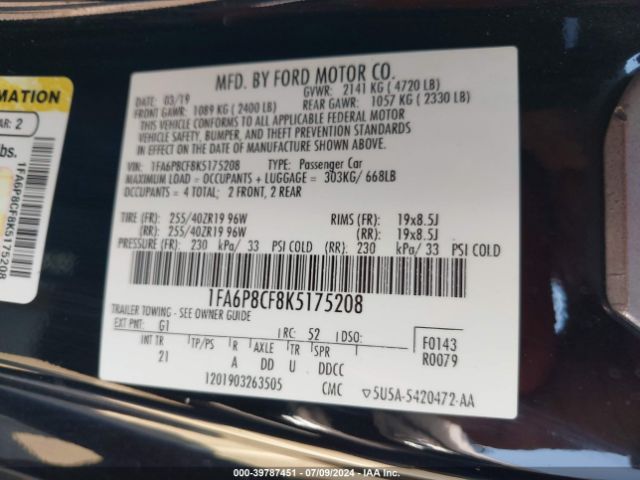 MFD. BY FORD MOTOR CO.
DATE: 03/19 GVWR: 2141 KG ( 4720 LB)
FRONT GAWR: 1089 KG ( 2400 LB) REAR GAWR: 1057 KG ( 2330 LB)
THIS VEHICLE CONFORMS TO ALL APPLICABLE FEDERAL MOTOR
VEHICLE SAFETY, BUMPER, AND THEFT PREVENTION STANDARDS
IN EFFECT ON THE DATE OF MANUFACTURE SHOWN ABOVE.
VIN: 1FA6P8CF8K5175208 TYPE: Passenger Car
MAXIMUM LOAD = OCCUPANTS + LUGGAGE = 303KG/ 668LB
OCCUPANTS = 4 TOTAL; 2 FRONT, 2 REAR
TIRE (FR): 255/40ZR19 96W RIMS (FR): 19x8.5J
(RR): 255/40ZR19 96W (RR): 19x8.5J
PRESSURE (FR): 230 kPa/ 33 PSI COLD (RR): 230 kPa/ 33 PSI COLD
1FA6P8CF8K5175208
TRAILER TOWING - SEE OWNER GUIDE
EXT PNT: G1 RC: 52 DSO: F0143
INT TR TP/PS R AXLE TR SPR R0079
21 A DD U DDCC
1201903263505 CMC 5U5A-5420472-AA
RMATION
AR: 2
lbs.
1FA6P8CF8K5175208
000-39787451 - 07/09/2024 - IAA Inc.